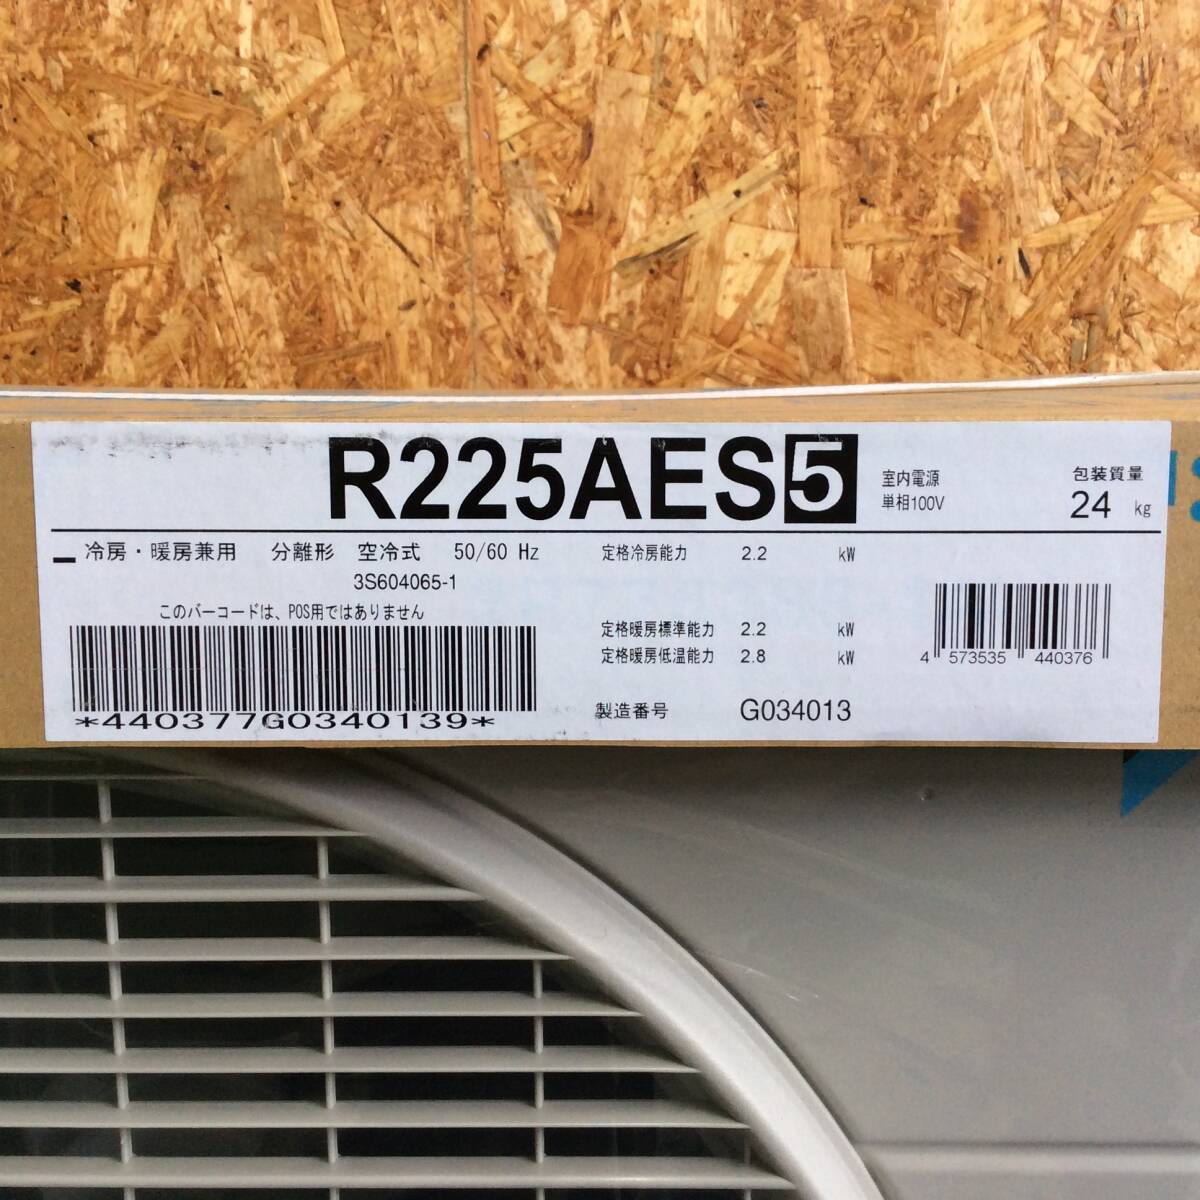 R225AES5
室内電源
単相100V
包装質量
24 kg
冷房・暖房兼用 分離形 空冷式 50/60 Hz
3S604065-1
このバーコードは、POS用ではありません
*440377G0340139*
定格冷房能力 2.2 kW
定格暖房標準能力 2.2 kW
定格暖房低温能力 2.8 kW
製造番号 G034013
4 573535 440376